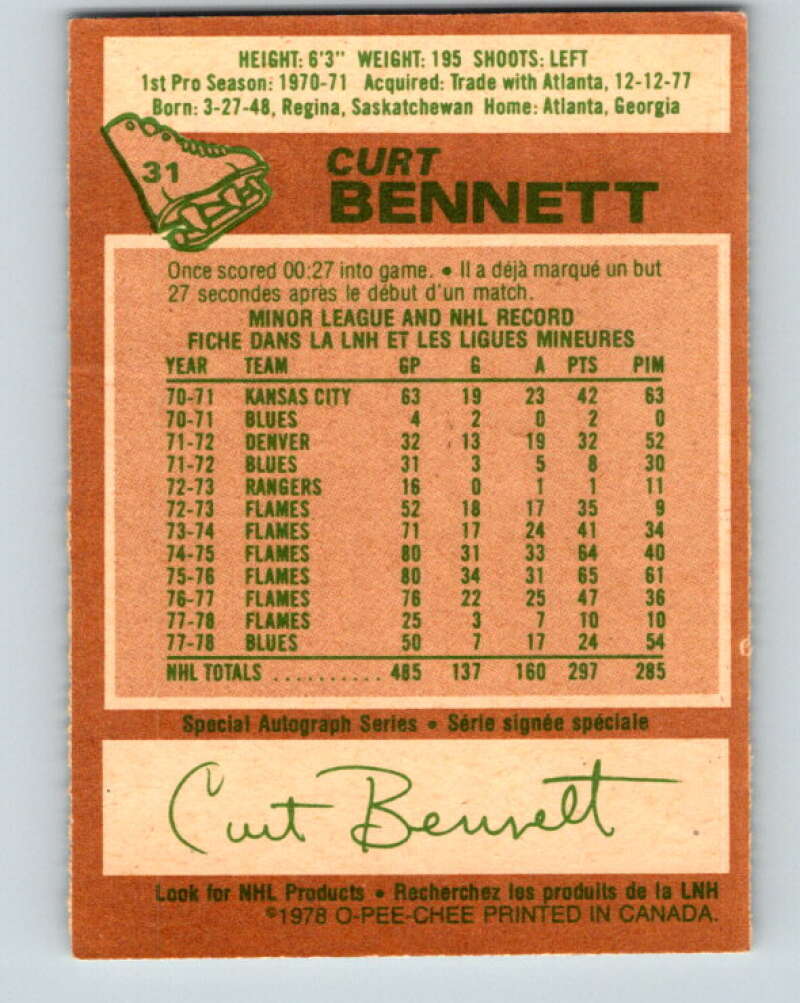 HEIGHT: 6'3" WEIGHT: 195 SHOOTS: LEFT
1st Pro Season: 1970-71 Acquired: Trade with Atlanta, 12-12-77
Born: 3-27-48, Regina, Saskatchewan Home: Atlanta, Georgia
31
CURT
BENNETT
Once scored 00:27 into game. • Il a déjà marqué un but
27 secondes après le début d'un match.
MINOR LEAGUE AND NHL RECORD
FICHE DANS LA LNH ET LES LIGUES MINEURES
YEAR TEAM GP G A PTS PIM
70-71 KANSAS CITY 63 19 23 42 63
70-71 BLUES 4 2 0 2 0
71-72 DENVER 32 13 19 32 52
71-72 BLUES 31 3 5 8 30
72-73 RANGERS 16 0 1 1 11
72-73 FLAMES 52 18 17 35 9
73-74 FLAMES 71 17 24 41 34
74-75 FLAMES 80 31 33 64 40
75-76 FLAMES 80 34 31 65 61
76-77 FLAMES 76 22 25 47 36
77-78 FLAMES 25 3 7 10 10
77-78 BLUES 50 7 17 24 54
NHL TOTALS .......... 485 137 160 297 285
Special Autograph Series • Série signée spéciale
Curt Bennett
Look for NHL Products • Recherchez les produits de la LNH
©1978 O-PEE-CHEE PRINTED IN CANADA.